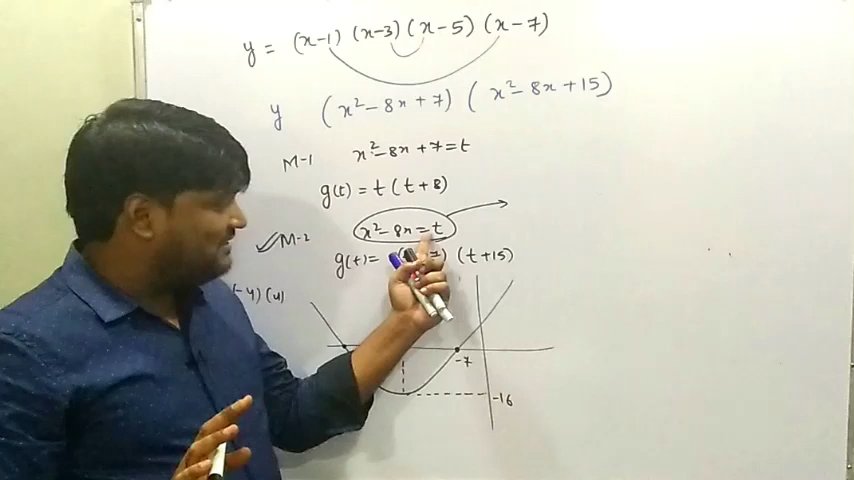 y = (x-1) (x-3) (x-5) (x-7)
y (x²-8x+7) (x²-8x+15)
M-1 x²-8x+7=t
g(t) = t(t+8)
M-2 x²-8x=t
g(t)= 7) (t+15)
(-4)(4)
-7
-16